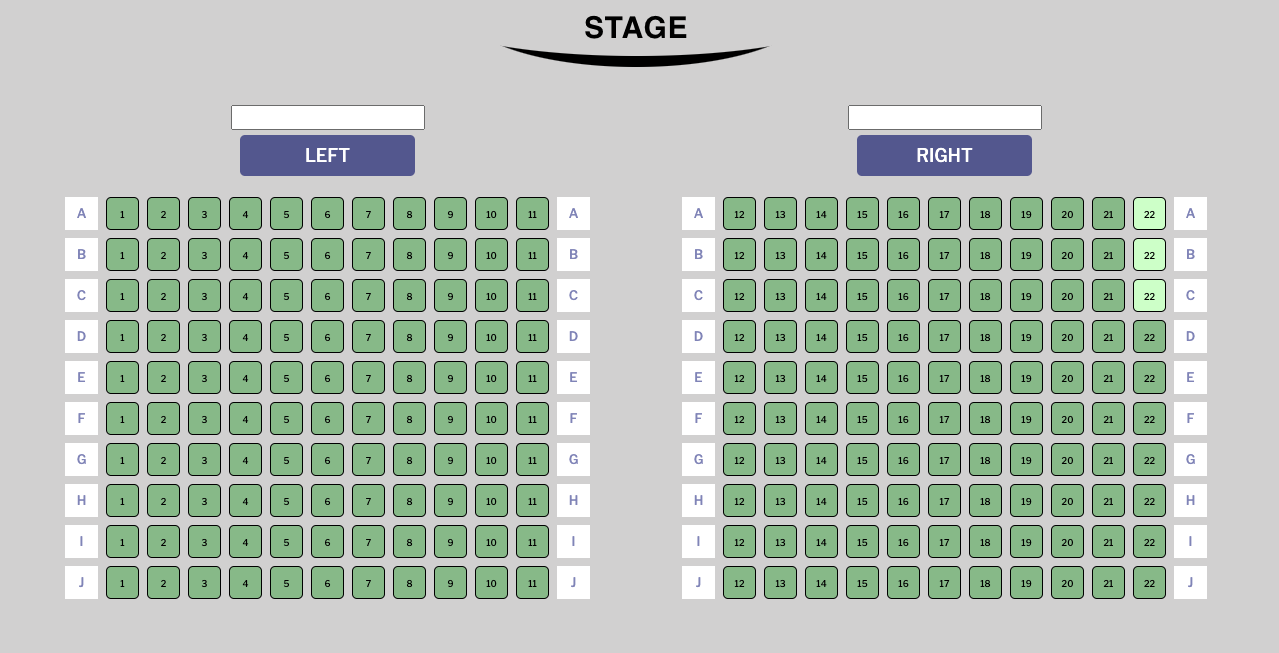 STAGE
LEFT RIGHT
A 1 2 3 4 5 6 7 8 9 10 11 A A 12 13 14 15 16 17 18 19 20 21 22 A
B 1 2 3 4 5 6 7 8 9 10 11 B B 12 13 14 15 16 17 18 19 20 21 22 B
C 1 2 3 4 5 6 7 8 9 10 11 C C 12 13 14 15 16 17 18 19 20 21 22 C
D 1 2 3 4 5 6 7 8 9 10 11 D D 12 13 14 15 16 17 18 19 20 21 22 D
E 1 2 3 4 5 6 7 8 9 10 11 E E 12 13 14 15 16 17 18 19 20 21 22 E
F 1 2 3 4 5 6 7 8 9 10 11 F F 12 13 14 15 16 17 18 19 20 21 22 F
G 1 2 3 4 5 6 7 8 9 10 11 G G 12 13 14 15 16 17 18 19 20 21 22 G
H 1 2 3 4 5 6 7 8 9 10 11 H H 12 13 14 15 16 17 18 19 20 21 22 H
I 1 2 3 4 5 6 7 8 9 10 11 I I 12 13 14 15 16 17 18 19 20 21 22 I
J 1 2 3 4 5 6 7 8 9 10 11 J J 12 13 14 15 16 17 18 19 20 21 22 J